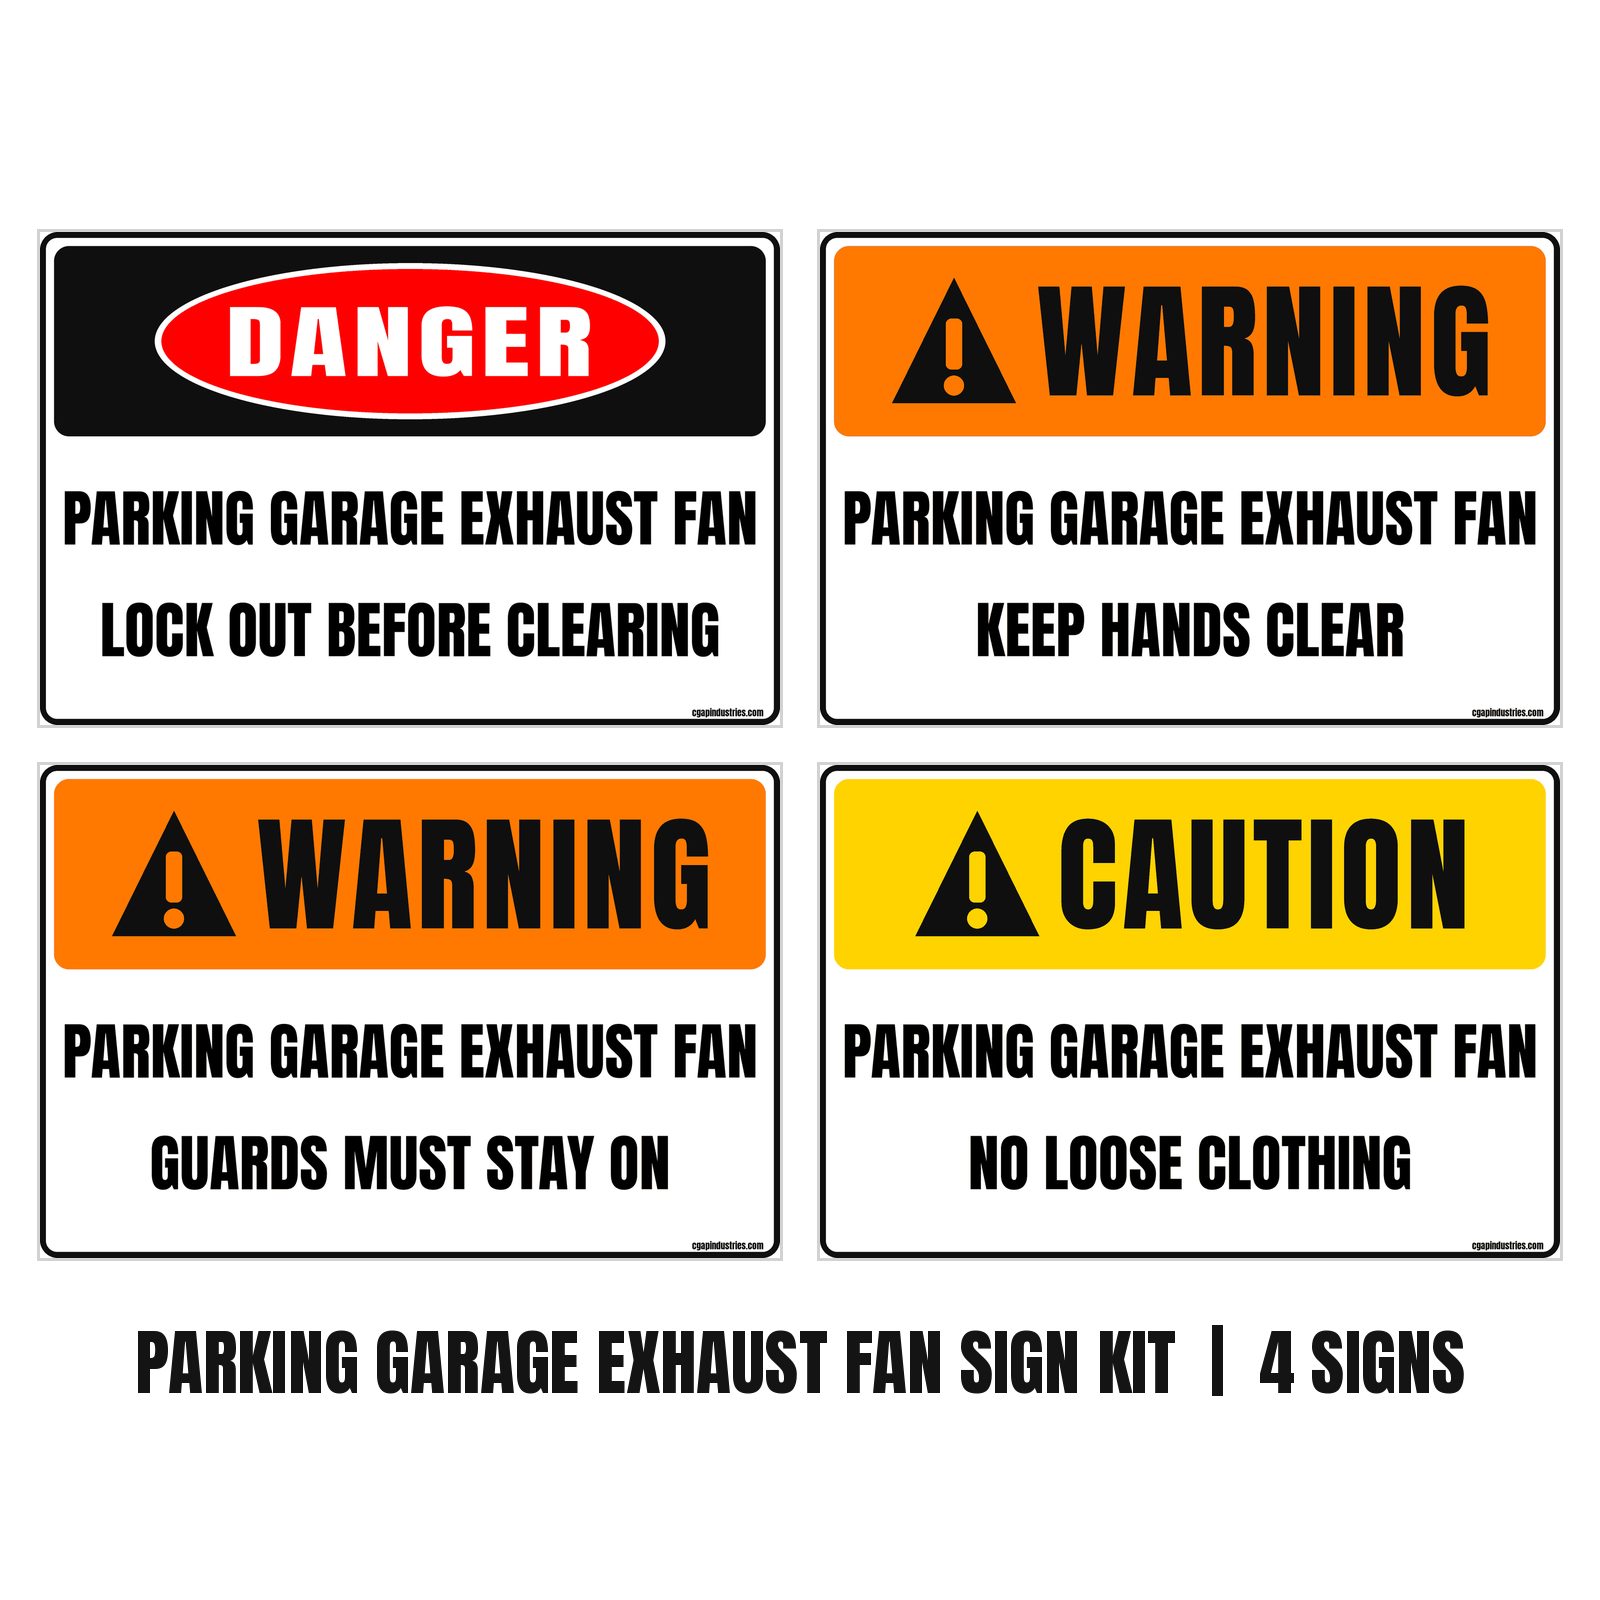 DANGER
PARKING GARAGE EXHAUST FAN
LOCK OUT BEFORE CLEARING
cgapindustries.com
WARNING
PARKING GARAGE EXHAUST FAN
KEEP HANDS CLEAR
cgapindustries.com
WARNING
PARKING GARAGE EXHAUST FAN
GUARDS MUST STAY ON
cgapindustries.com
CAUTION
PARKING GARAGE EXHAUST FAN
NO LOOSE CLOTHING
cgapindustries.com
PARKING GARAGE EXHAUST FAN SIGN KIT | 4 SIGNS